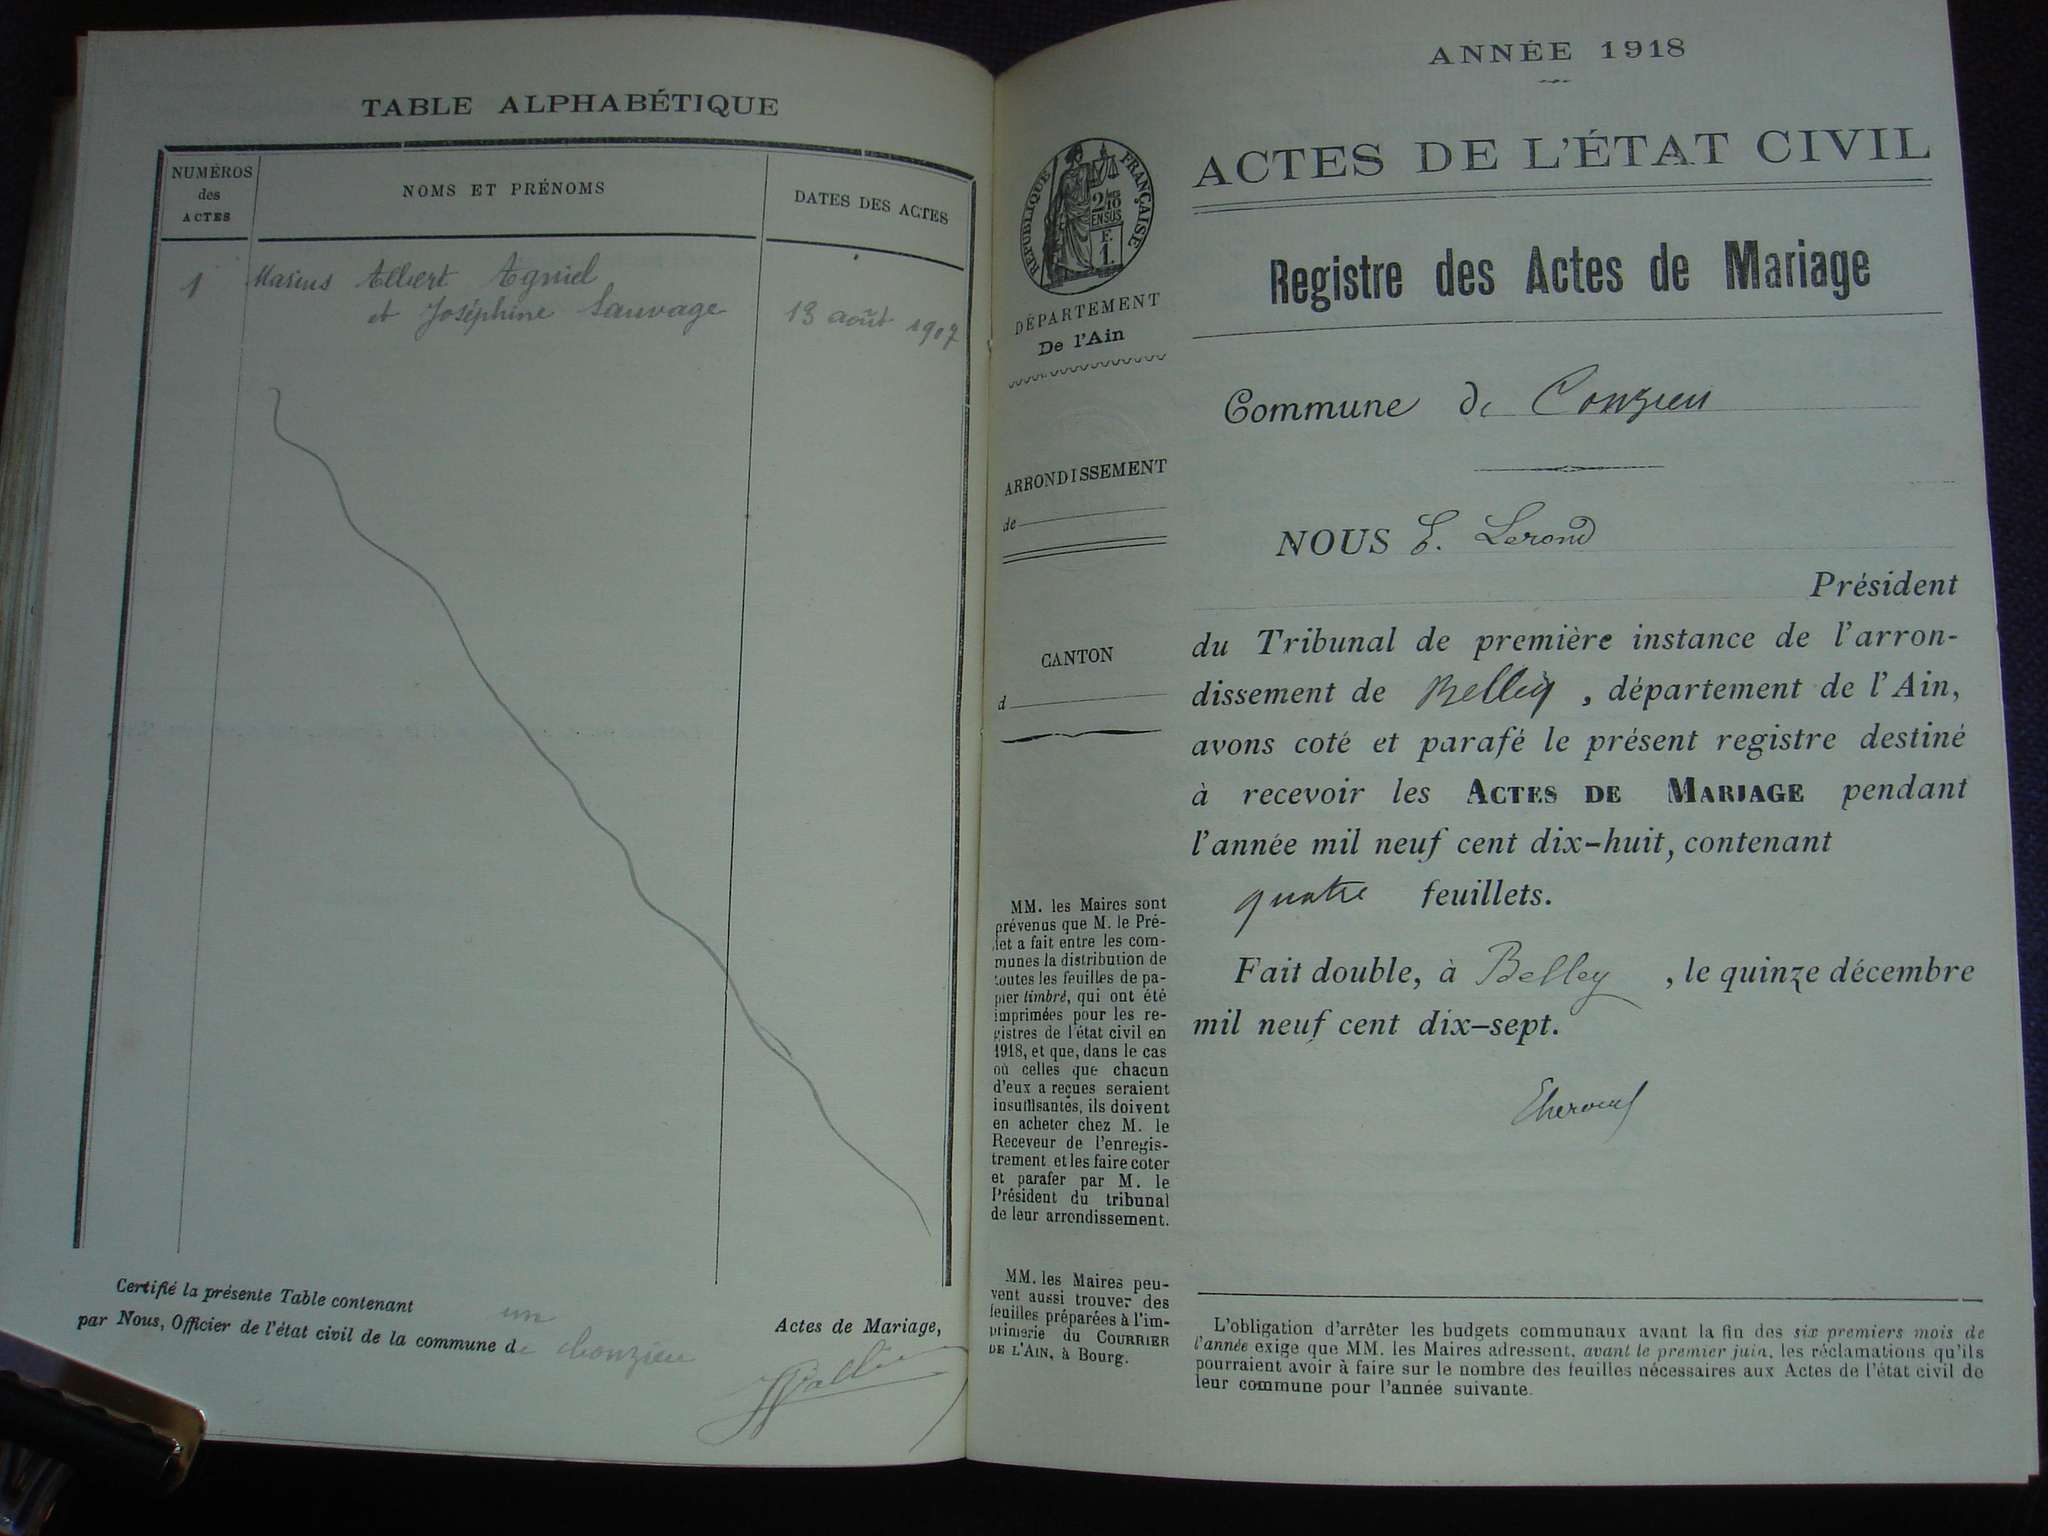 TABLE ALPHABÉTIQUE
NUMÉROS
des
ACTES
NOMS ET PRÉNOMS
DATES DES ACTES
1
Marius Albert Agniel
et Joséphine Sauvage
13 août 1907
Certifié la présente Table contenant un Actes de Mariage,
par Nous, Officier de l'état civil de la commune de Conzieu
ANNÉE 1918
ACTES DE L'ÉTAT CIVIL
RÉPUBLIQUE FRANÇAISE
2/10
EN SUS
F.
1.
DÉPARTEMENT
De l'Ain
Registre des Actes de Mariage
Commune de Conzieu
ARRONDISSEMENT
de
NOUS E. Lerond
Président
CANTON
d
du Tribunal de première instance de l'arron-
dissement de Belley, département de l'Ain,
avons coté et parafé le présent registre destiné
à recevoir les ACTES DE MARIAGE pendant
l'année mil neuf cent dix-huit, contenant
quatre feuillets.
Fait double, à Belley, le quinze décembre
mil neuf cent dix-sept.
MM. les Maires sont
prévenus que M. le Pré-
fet a fait entre les com-
munes la distribution de
toutes les feuilles de pa-
pier timbré, qui ont été
imprimées pour les re-
gistres de l'état civil en
1918, et que, dans le cas
où celles que chacun
d'eux a reçues seraient
insuffisantes, ils doivent
en acheter chez M. le
Receveur de l'enregis-
trement et les faire coter
et parafer par M. le
Président du tribunal
de leur arrondissement.
MM. les Maires peu-
vent aussi trouver des
feuilles préparées à l'im-
primerie du COURRIER
DE L'AIN, à Bourg.
L'obligation d'arrêter les budgets communaux avant la fin des six premiers mois de
l'année exige que MM. les Maires adressent, avant le premier juin, les réclamations qu'ils
pourraient avoir à faire sur le nombre des feuilles nécessaires aux Actes de l'état civil de
leur commune pour l'année suivante.